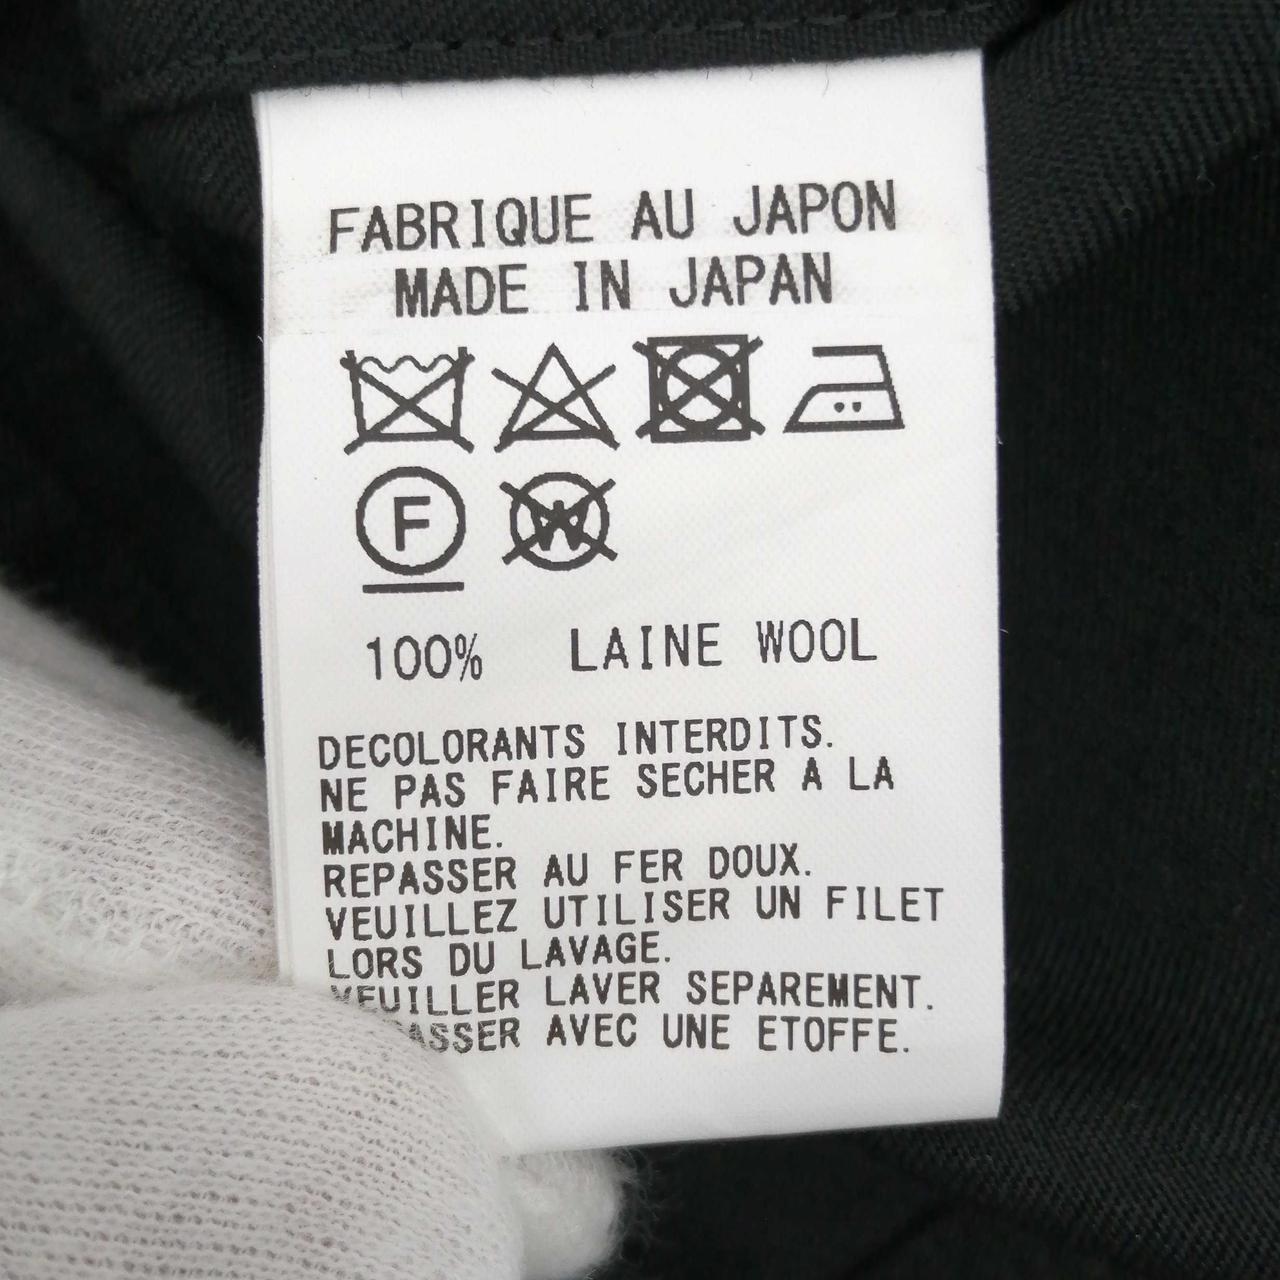 FABRIQUE AU JAPON
MADE IN JAPAN
F W
100% LAINE WOOL
DECOLORANTS INTERDITS.
NE PAS FAIRE SECHER A LA
MACHINE.
REPASSER AU FER DOUX.
VEUILLEZ UTILISER UN FILET
LORS DU LAVAGE.
VEUILLER LAVER SEPAREMENT.
AVEC UNE ETOFFE.